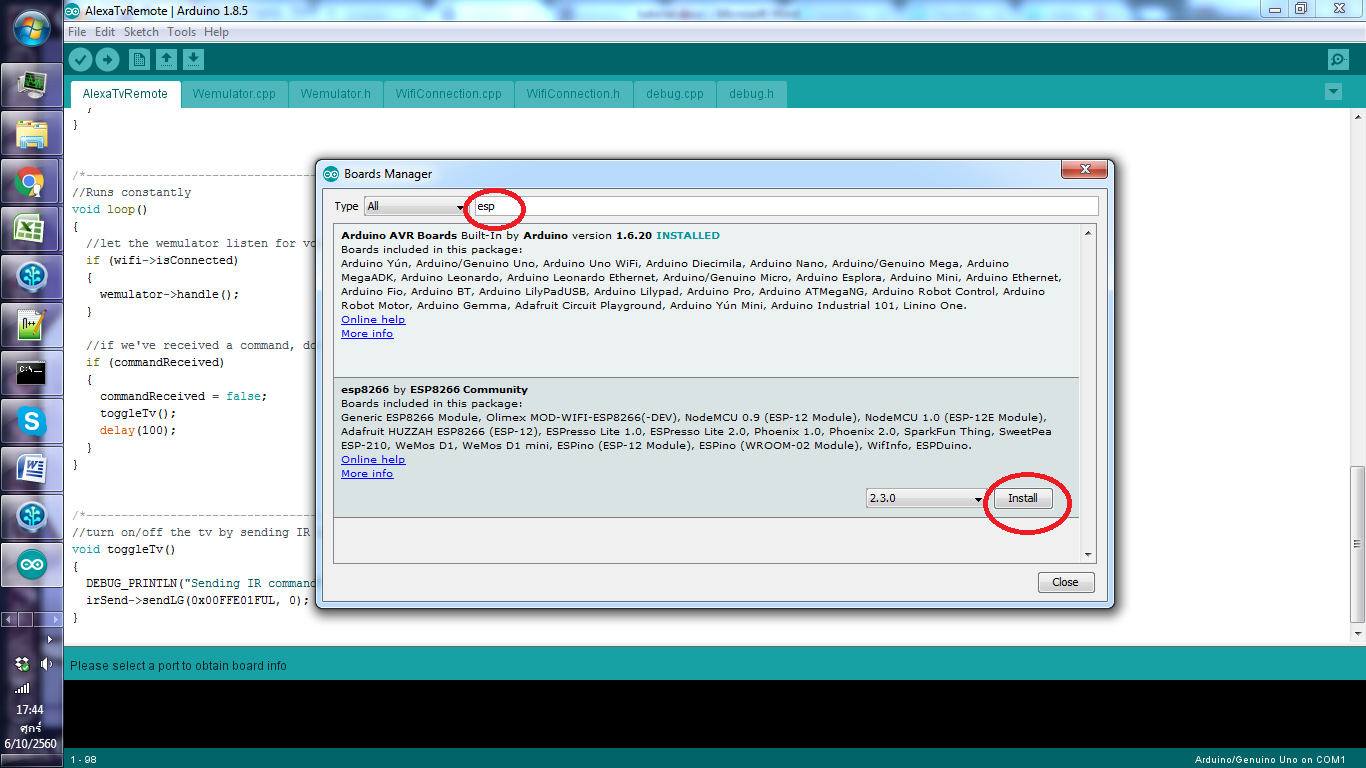 AlexaTvRemote | Arduino 1.8.5
File Edit Sketch Tools Help
AlexaTvRemote Wemulator.cpp Wemulator.h WifiConnection.cpp WifiConnection.h debug.cpp debug.h
}
}
/*------------------------------------
//Runs constantly
void loop()
{
//let the wemulator listen for vo
if (wifi->isConnected)
{
wemulator->handle();
}
//if we've received a command, do
if (commandReceived)
{
commandReceived = false;
toggleTv();
delay(100);
}
}
/*------------------------------------
//turn on/off the tv by sending IR
void toggleTv()
{
DEBUG_PRINTLN("Sending IR command
irSend->sendLG(0x00FFE01FUL, 0);
}
Boards Manager
Type All esp
Arduino AVR Boards Built-In by Arduino version 1.6.20 INSTALLED
Boards included in this package:
Arduino Yún, Arduino/Genuino Uno, Arduino Uno WiFi, Arduino Diecimila, Arduino Nano, Arduino/Genuino Mega, Arduino
MegaADK, Arduino Leonardo, Arduino Leonardo Ethernet, Arduino/Genuino Micro, Arduino Esplora, Arduino Mini, Arduino Ethernet,
Arduino Fio, Arduino BT, Arduino LilyPadUSB, Arduino Lilypad, Arduino Pro, Arduino ATMegaNG, Arduino Robot Control, Arduino
Robot Motor, Arduino Gemma, Adafruit Circuit Playground, Arduino Yún Mini, Arduino Industrial 101, Linino One.
Online help
More info
esp8266 by ESP8266 Community
Boards included in this package:
Generic ESP8266 Module, Olimex MOD-WIFI-ESP8266(-DEV), NodeMCU 0.9 (ESP-12 Module), NodeMCU 1.0 (ESP-12E Module),
Adafruit HUZZAH ESP8266 (ESP-12), ESPresso Lite 1.0, ESPresso Lite 2.0, Phoenix 1.0, Phoenix 2.0, SparkFun Thing, SweetPea
ESP-210, WeMos D1, WeMos D1 mini, ESPino (ESP-12 Module), ESPino (WROOM-02 Module), WifInfo, ESPDuino.
Online help
More info
2.3.0 Install
Close
Please select a port to obtain board info
17:44
ศุกร์
6/10/2560
1 - 98
Arduino/Genuino Uno on COM1